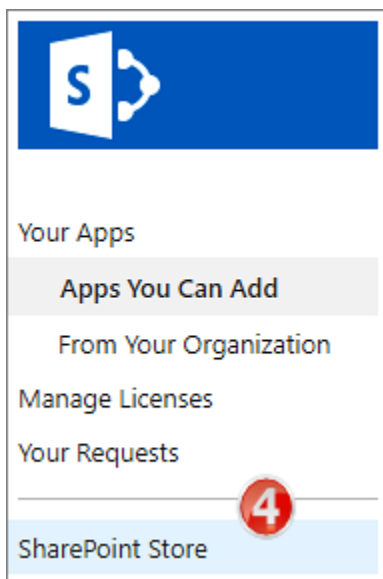 S
Your Apps
Apps You Can Add
From Your Organization
Manage Licenses
Your Requests
4
SharePoint Store